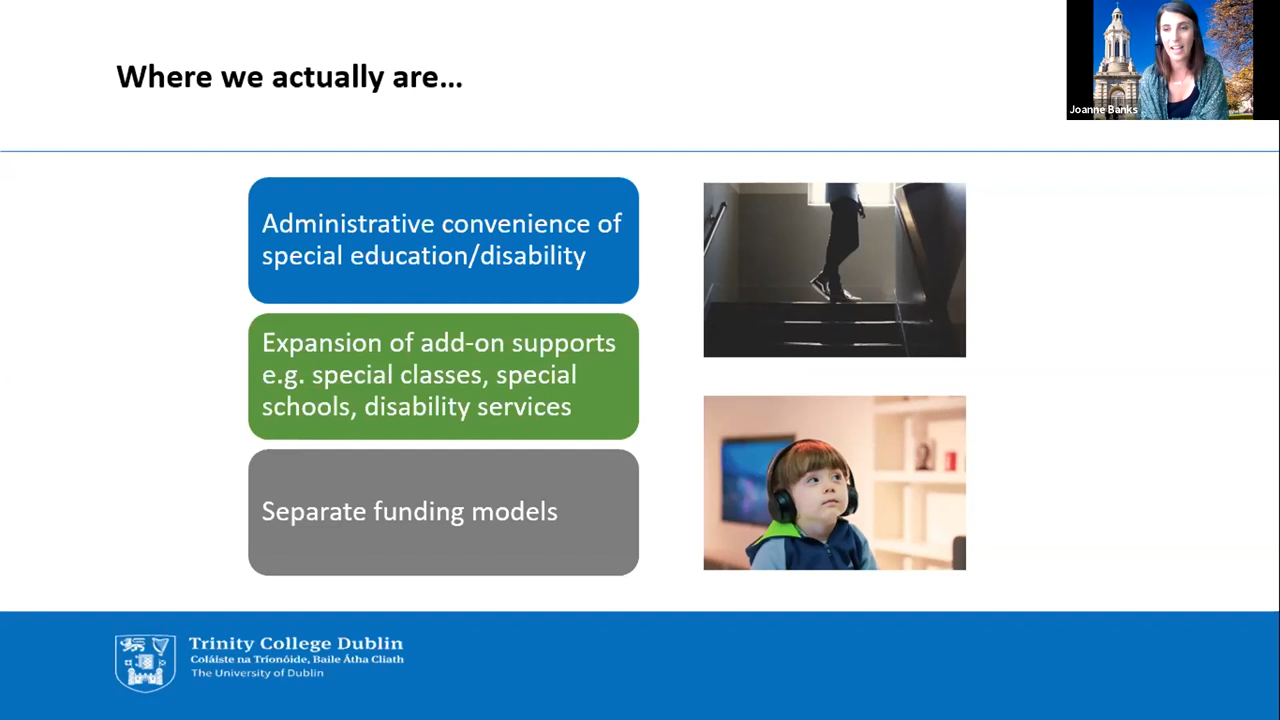 Where we actually are...
Joanne Banks
Administrative convenience of
special education/disability
Expansion of add-on supports
e.g. special classes, special
schools, disability services
Separate funding models
Trinity College Dublin
Coláiste na Tríonóide, Baile Átha Cliath
The University of Dublin